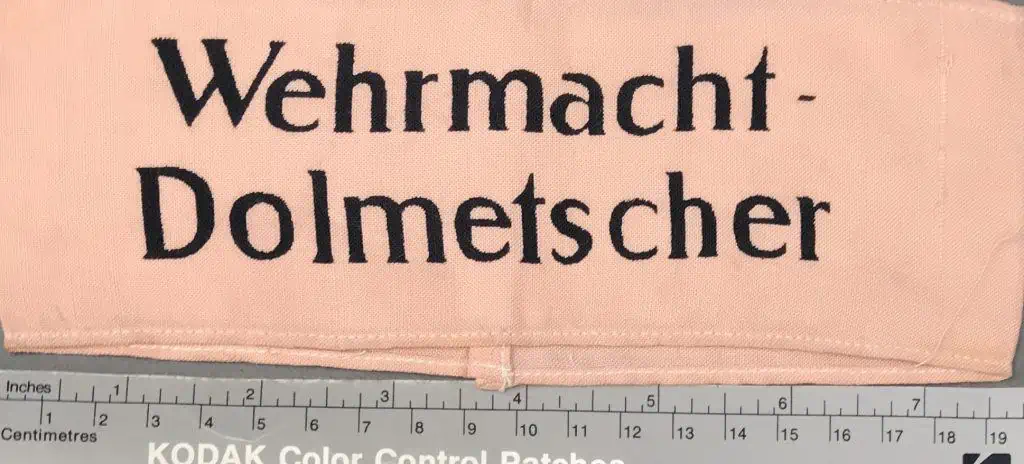 Wehrmacht-
Dolmetscher
Inches 1 2 3 4 5 6 7
1 2 3 4 5 6 7 8 9 10 11 12 13 14 15 16 17 18 19
Centimetres
KODAK Color Control Patches